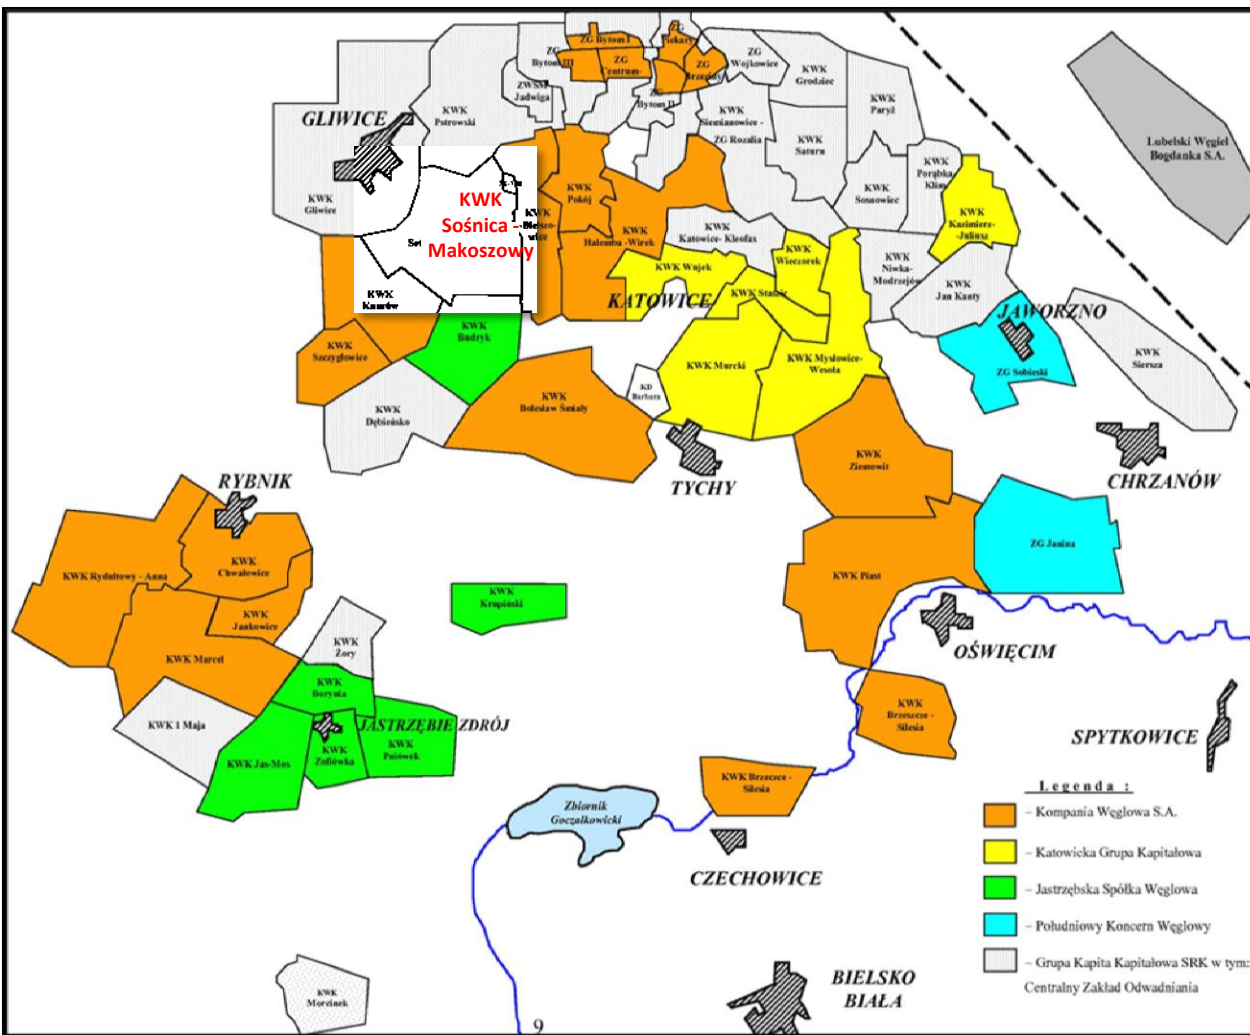 ZG Bytom I
ZG
Piekary
ZG
Bytom III
ZG
Centrum-
ZG
Brzeziny
ZG
Wojkowice
KWK
Grodziec
ZWSM
Jadwiga
ZG
Bytom II
KWK
Paryż
GLIWICE
KWK
Pstrowski
KWK
Siemianowice -
ZG Rozalia
KWK
Saturn
Lubelski Węgiel
Bogdanka S.A.
KWK
Porąbka-
Klim
KWK
Sosnowiec
KWK
Gliwice
KWK
Sośnica -
Makoszowy
KWK
Bielszo-
wice
KWK
Pokój
KWK
Halemba -Wirek
KWK
Katowice- Kleofas
KWK
Wieczorek
KWK
Kazimierz-
-Juliusz
KWK
Niwka-
Modrzejów
KWK Wujek
KWK Staszic
KATOWICE
KWK
Jan Kanty
JAWORZNO
KWK
Knurów
KWK
Szczygłowice
KWK
Budryk
KWK Murcki
KWK Mysłowice-
Wesoła
ZG Sobieski
KWK
Siersza
KWK
Dębieńsko
KWK
Bolesław Śmiały
KD
Barbara
TYCHY
KWK
Ziemowit
CHRZANÓW
RYBNIK
KWK Rydułtowy - Anna
KWK
Chwałowice
KWK
Jankowice
KWK
Krupiński
KWK Piast
ZG Janina
OŚWIĘCIM
KWK
Żory
KWK Marcel
KWK
Borynia
KWK 1 Maja
JASTRZĘBIE ZDRÓJ
KWK Jas-Mos
KWK
Zofiówka
KWK
Pniówek
KWK
Brzeszcze -
Silesia
SPYTKOWICE
KWK Brzeszcze -
Silesia
Zbiornik
Goczałkowicki
CZECHOWICE
Legenda :
– Kompania Węglowa S.A.
– Katowicka Grupa Kapitałowa
– Jastrzębska Spółka Węglowa
– Południowy Koncern Węglowy
– Grupa Kapita Kapitałowa SRK w tym:
Centralny Zakład Odwadniania
KWK
Morcinek
BIELSKO
BIAŁA
9